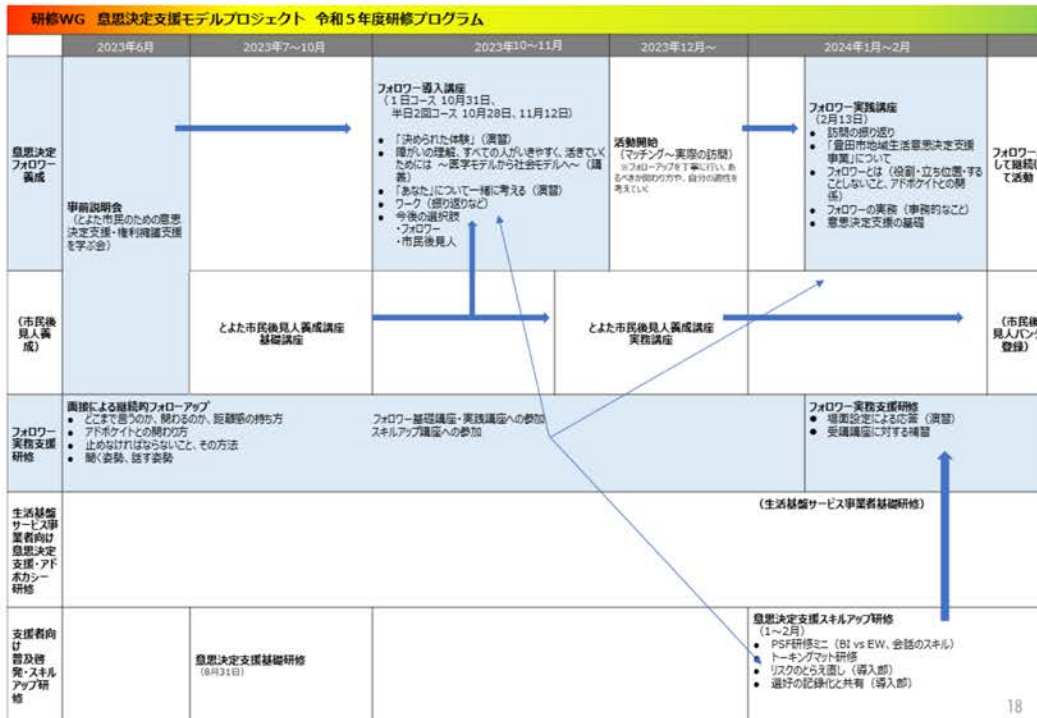 研修WG 意思決定支援モデルプロジェクト 令和5年度研修プログラム
2023年6月
2023年7～10月
2023年10～11月
2023年12月～
2024年1月～2月
意思決定
フォロワー
養成
事前説明会
（とよた市民のための意思
決定支援・権利擁護支援
を学ぶ会）
フォロワー導入講座
（１日コース 10月31日、
半日2回コース 10月28日、11月12日）
● 「決められた体験」（演習）
● 障がいの理解、すべての人がいきやすく、活きていく
ためには ～医学モデルから社会モデルへ～（講
義）
● 「あなた」について一緒に考える（演習）
● ワーク（振り返りなど）
● 今後の選択肢
・フォロワー
・市民後見人
活動開始
（マッチング～実際の訪問）
※フォローアップを丁寧に行い、あ
るべき関わり方や、自分の適性を
考えていく
フォロワー実践講座
（2月13日）
● 訪問の振り返り
● 「豊田市地域生活意思決定支援
事業」について
● フォロワーとは（役割・立ち位置・する
ことしないこと、アドボケイトとの関
係）
● フォロワーの実務（事務的なこと）
● 意思決定支援の基礎
フォロワーと
して継続し
て活動
（市民後
見人養
成）
とよた市民後見人養成講座
基礎講座
とよた市民後見人養成講座
実務講座
（市民後
見人バンク
登録）
フォロワー
実務支援
研修
面接による継続的フォローアップ
● どこまで言うのか、関わるのか、距離感の持ち方
● アドボケイトとの関わり方
● 止めなければならないこと、その方法
● 聞く姿勢、話す姿勢
フォロワー基礎講座・実践講座への参加
スキルアップ講座への参加
フォロワー実務支援研修
● 場面設定による応答（演習）
● 受講講座に対する補習
生活基盤
サービス事
業者向け
意思決定
支援・アド
ボカシー
研修
（生活基盤サービス事業者基礎研修）
支援者向
け
普及啓
発・スキル
アップ研
修
意思決定支援基礎研修
（8月31日）
意思決定支援スキルアップ研修
（1～2月）
● PSF研修ミニ（BI vs EW、会話のスキル）
● トーキングマット研修
● リスクのとらえ直し（導入部）
● 選好の記録化と共有（導入部）
18